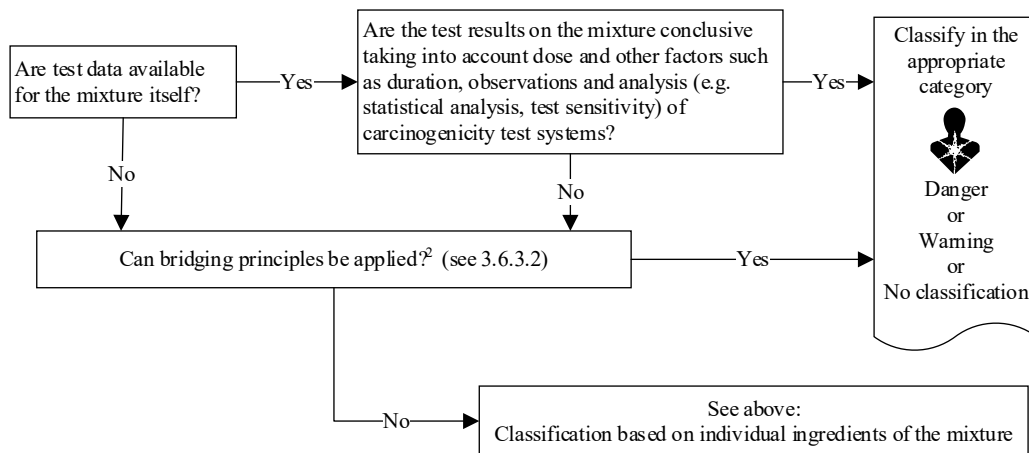 Are test data available
for the mixture itself?
Yes
Are the test results on the mixture conclusive
taking into account dose and other factors such
as duration, observations and analysis (e.g.
statistical analysis, test sensitivity) of
carcinogenicity test systems?
Yes
Classify in the
appropriate
category
Danger
or
Warning
or
No classification
No
No
Can bridging principles be applied?² (see 3.6.3.2)
Yes
No
See above:
Classification based on individual ingredients of the mixture